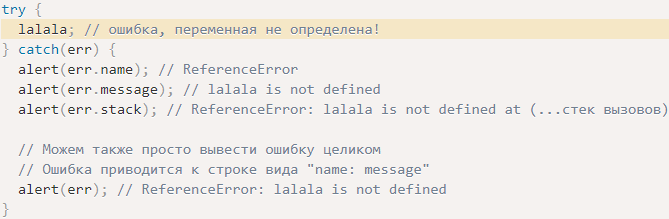 try {
  lalala; // ошибка, переменная не определена!
} catch(err) {
  alert(err.name); // ReferenceError
  alert(err.message); // lalala is not defined
  alert(err.stack); // ReferenceError: lalala is not defined at (...стек вызовов)
  // Можем также просто вывести ошибку целиком
  // Ошибка приводится к строке вида "name: message"
  alert(err); // ReferenceError: lalala is not defined
}